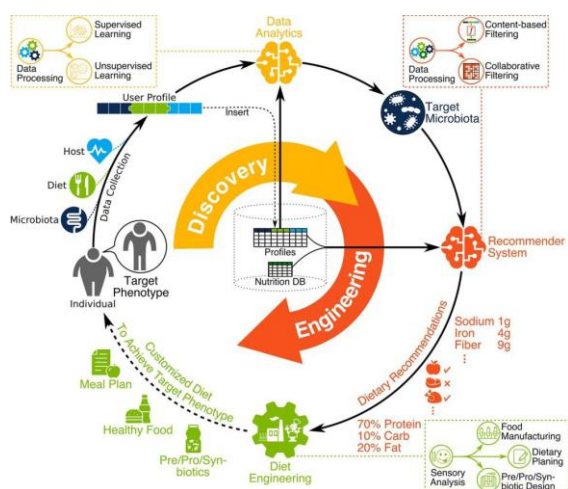 Data
Processing
Supervised
Learning
Unsupervised
Learning
Data
Analytics
Data
Processing
Content-based
Filtering
Collaborative
Filtering
User Profile
Insert
Host
Diet
Microbiota
Data Collection
Target
Phenotype
Individual
Discovery
Engineering
Profiles
Nutrition DB
Target
Microbiota
Recommender
System
Sodium 1g
Iron 4g
Fiber 9g
Dietary Recommendations
70% Protein
10% Carb
20% Fat
Customized Diet
To Achieve Target Phenotype
Meal Plan
Healthy Food
Pre/Pro/Syn-
biotics
Diet Engineering
Sensory
Analysis
Food
Manufacturing
Dietary
Planing
Pre/Pro/Syn-
biotic Design